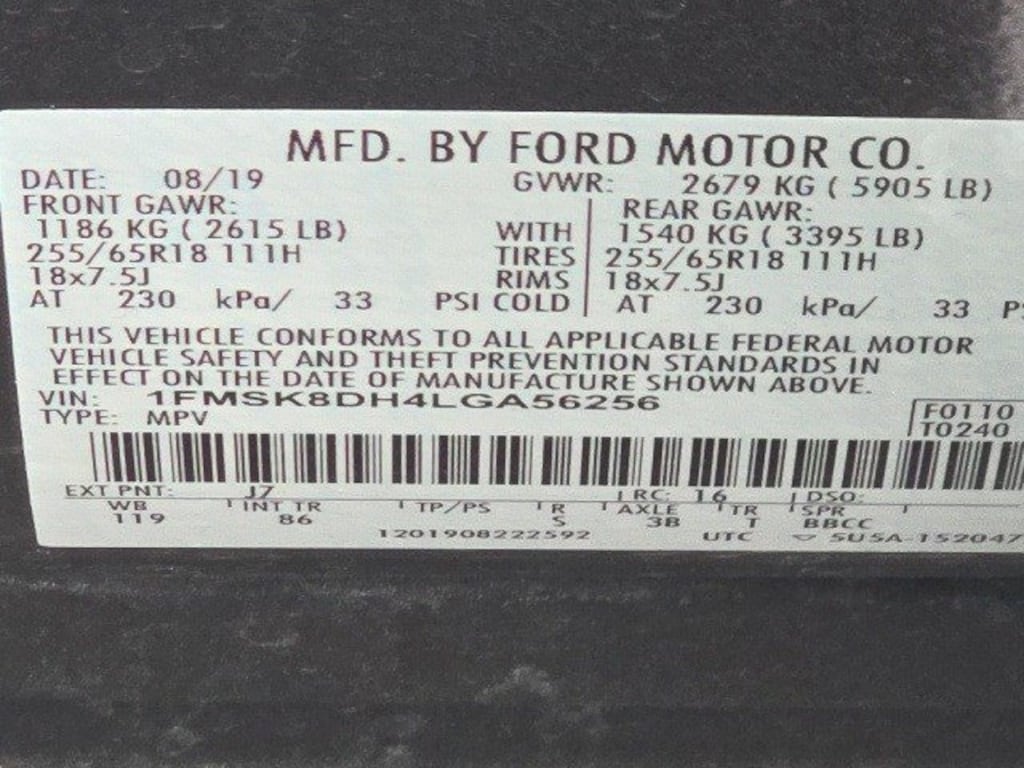 MFD. BY FORD MOTOR CO.
DATE: 08/19 GVWR: 2679 KG ( 5905 LB)
FRONT GAWR: REAR GAWR:
1186 KG ( 2615 LB) WITH 1540 KG ( 3395 LB)
255/65R18 111H TIRES 255/65R18 111H
18x7.5J RIMS 18x7.5J
AT 230 kPa/ 33 PSI COLD AT 230 kPa/ 33 P
THIS VEHICLE CONFORMS TO ALL APPLICABLE FEDERAL MOTOR
VEHICLE SAFETY AND THEFT PREVENTION STANDARDS IN
EFFECT ON THE DATE OF MANUFACTURE SHOWN ABOVE.
VIN: 1FMSK8DH4LGA56256 F0110
TYPE: MPV T0240
EXT PNT: J7 RC: 16 DSO:
WB INT TR TP/PS R AXLE TR SPR
119 86 S 3B T BBCC
1201908222592 UTC 5U5A-152047